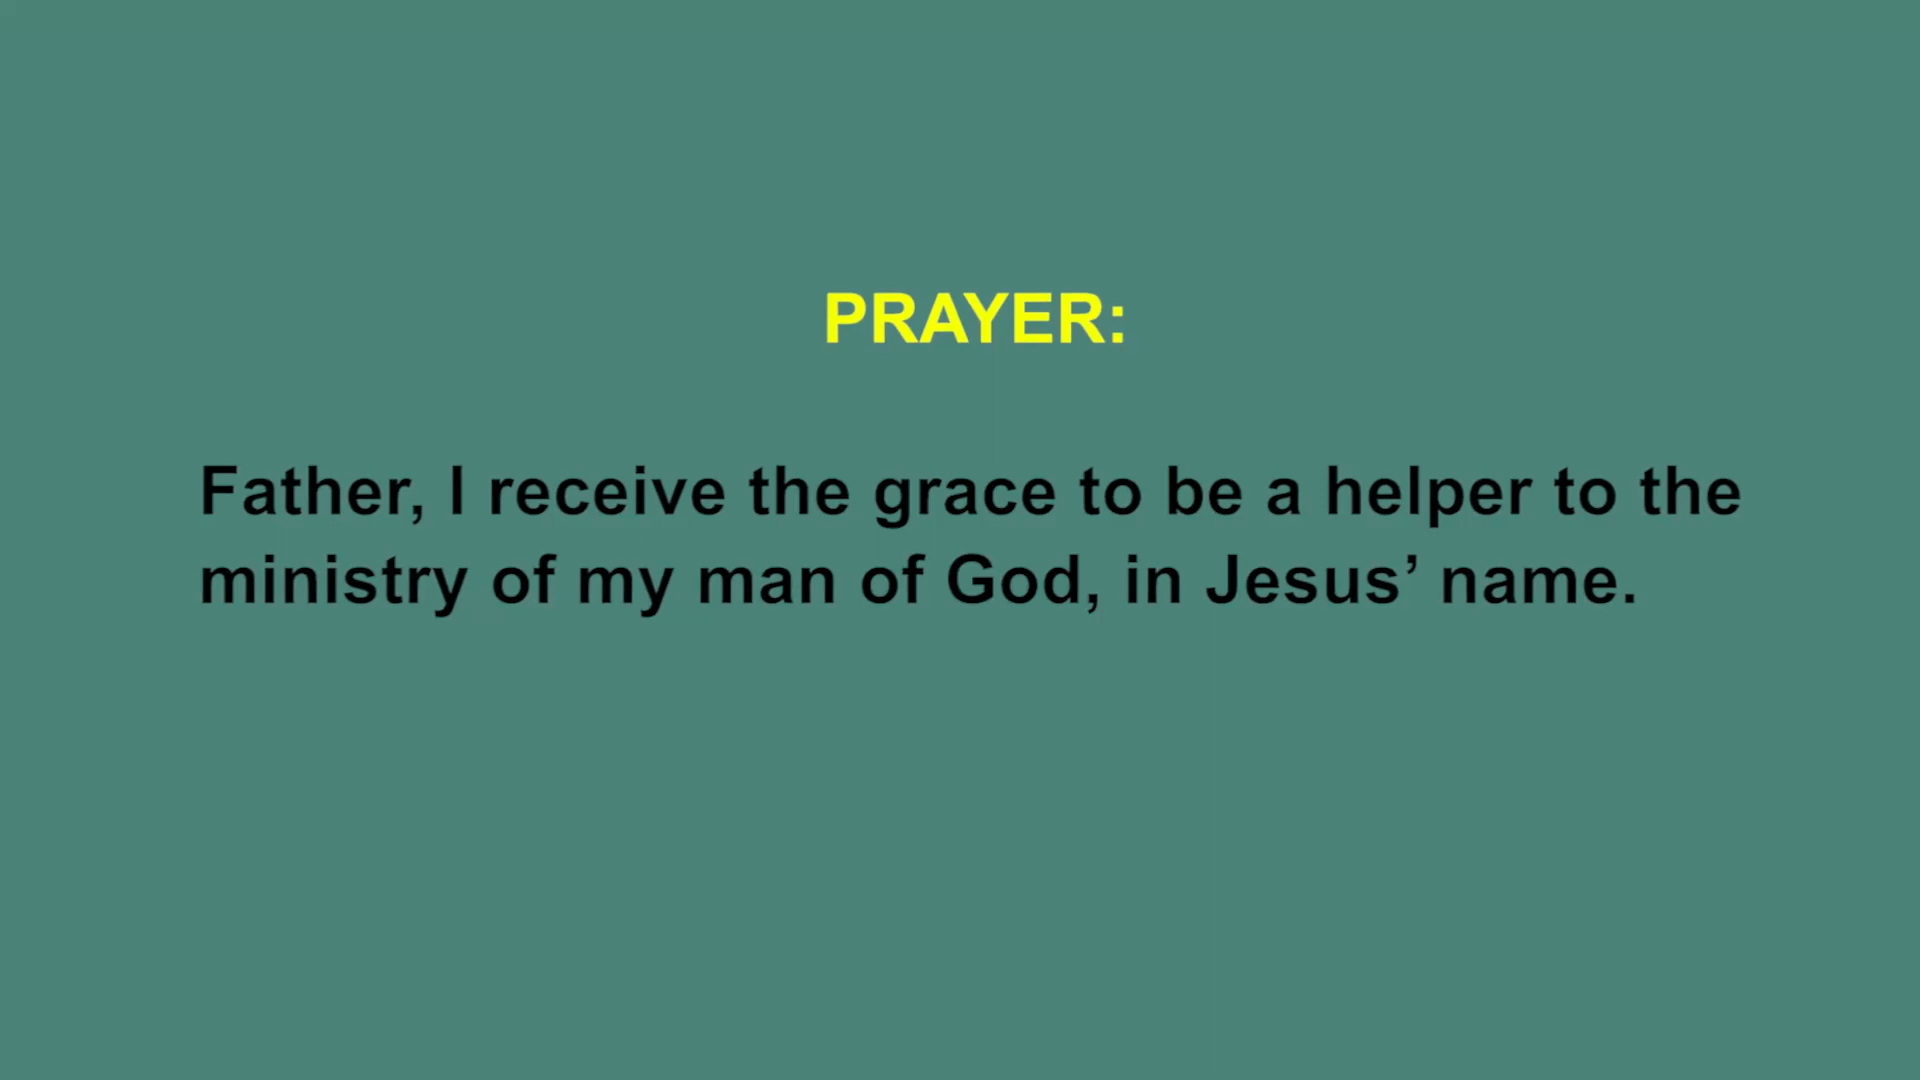 PRAYER:
Father, I receive the grace to be a helper to the
ministry of my man of God, in Jesus’ name.